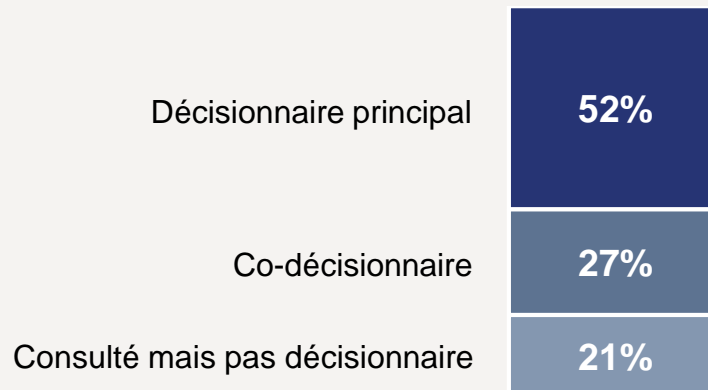 Décisionnaire principal 52%
Co-décisionnaire 27%
Consulté mais pas décisionnaire 21%